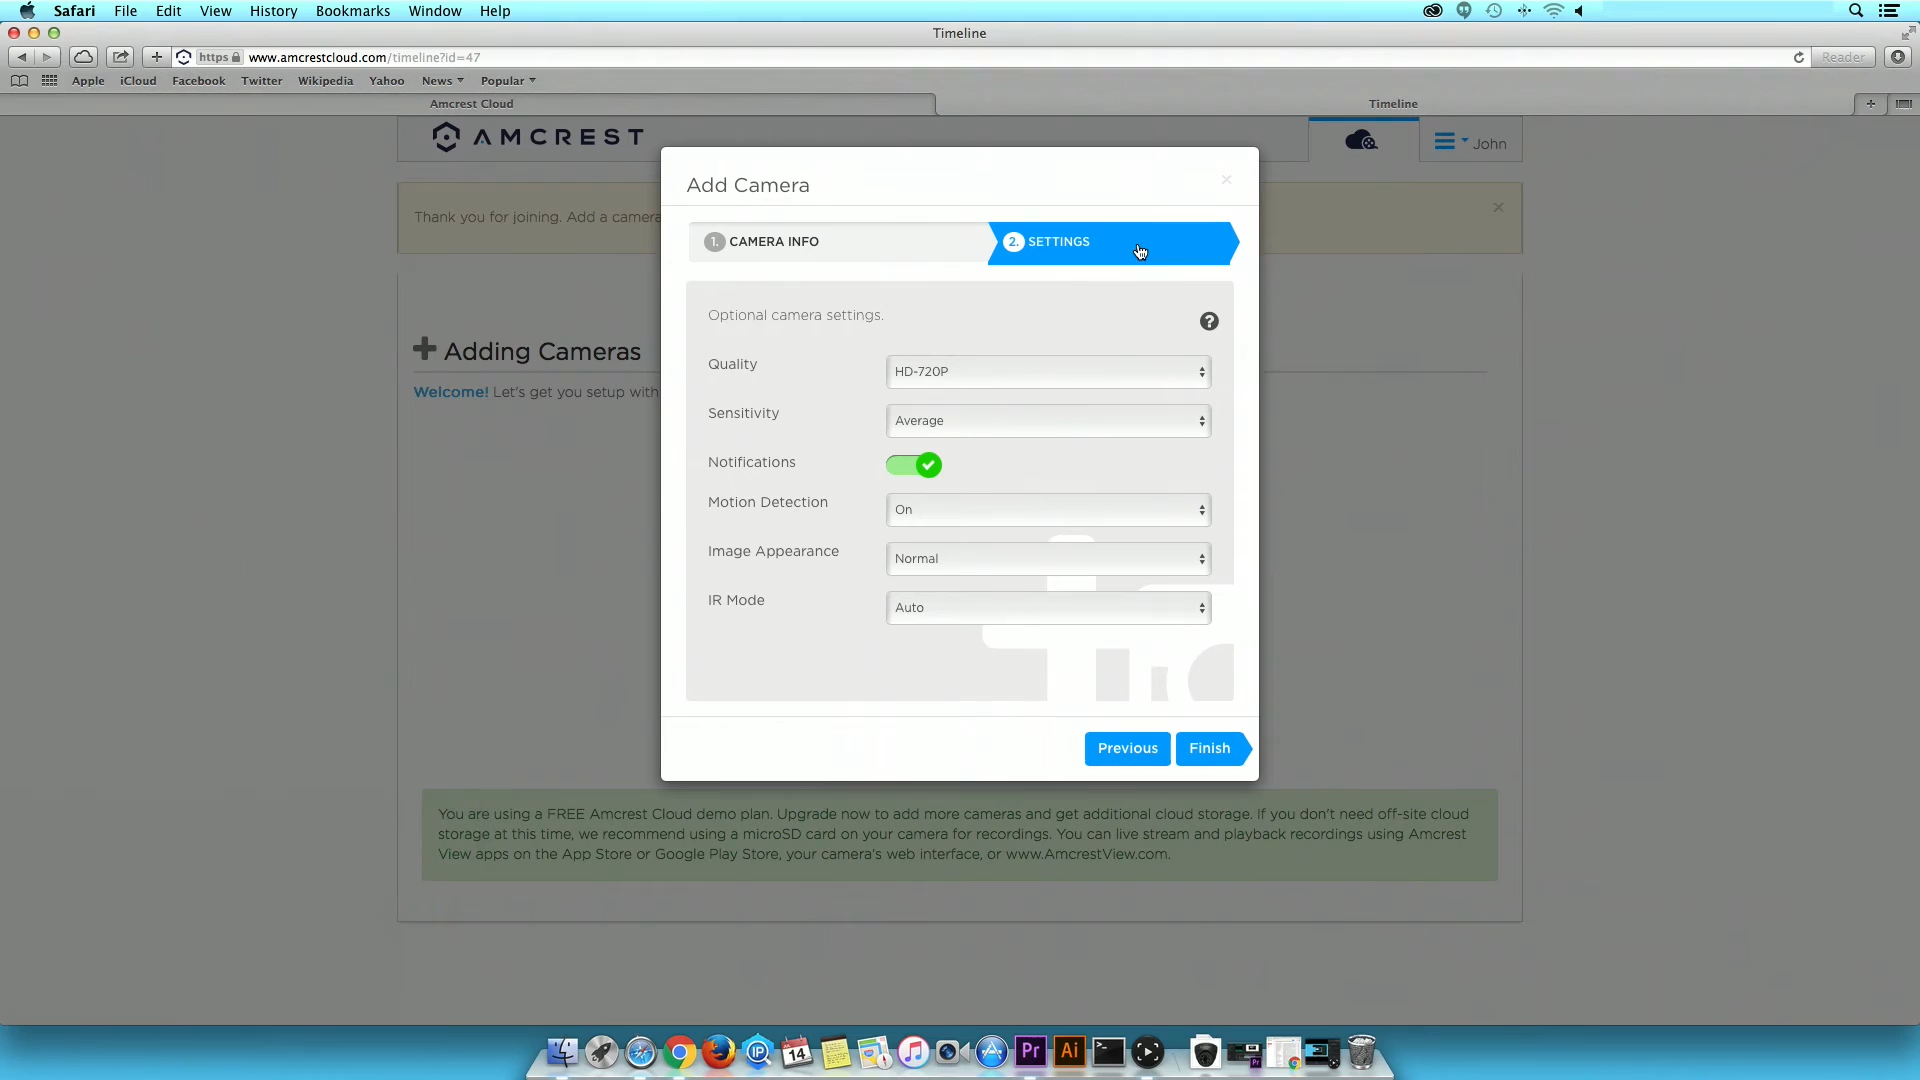 Safari File Edit View History Bookmarks Window Help
Timeline
https www.amcrestcloud.com/timeline?id=47
Reader
Apple iCloud Facebook Twitter Wikipedia Yahoo News Popular
Amcrest Cloud
Timeline
AMCREST
John
Thank you for joining. Add a camera
Add Camera
1. CAMERA INFO
2. SETTINGS
Adding Cameras
Welcome! Let's get you setup with
Optional camera settings.
?
Quality
HD-720P
Sensitivity
Average
Notifications
Motion Detection
On
Image Appearance
Normal
IR Mode
Auto
Previous
Finish
You are using a FREE Amcrest Cloud demo plan. Upgrade now to add more cameras and get additional cloud storage. If you don't need off-site cloud
storage at this time, we recommend using a microSD card on your camera for recordings. You can live stream and playback recordings using Amcrest
View apps on the App Store or Google Play Store, your camera's web interface, or www.AmcrestView.com.
IP
14
Pr
Ai